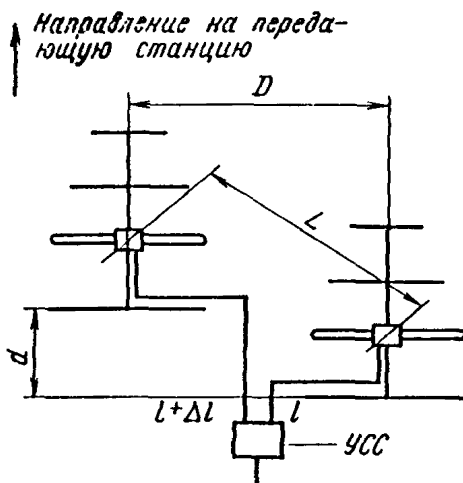 Направление на переда-
ющую станцию
D
L
d
l+Δl
l
УСС